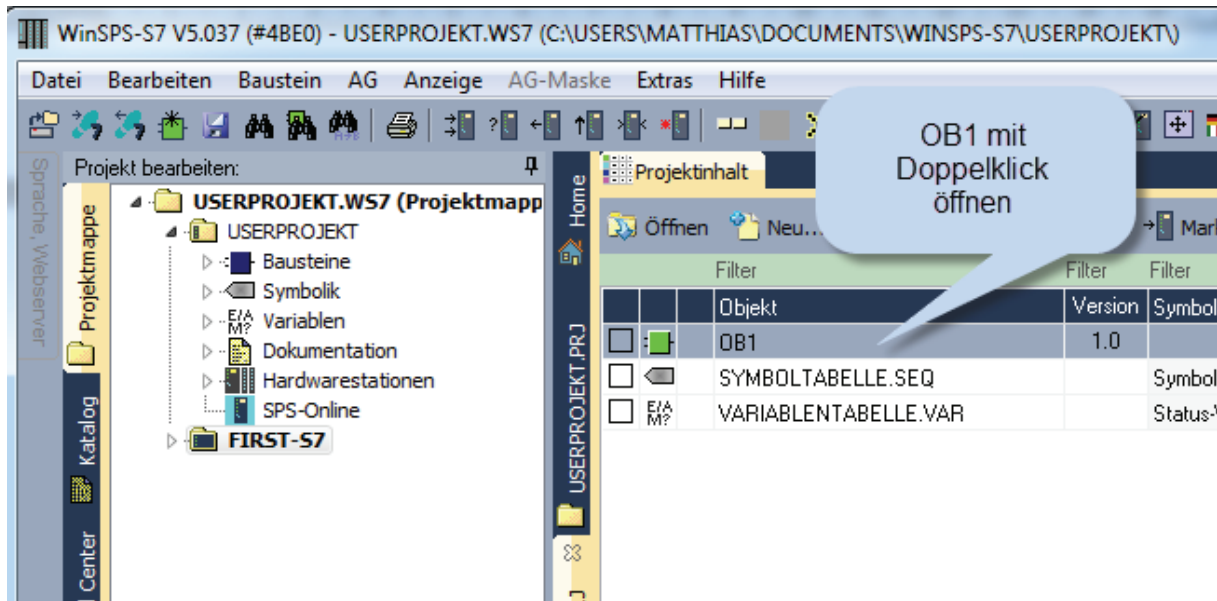 WinSPS-S7 V5.037 (#4BE0) - USERPROJEKT.WS7 (C:\USERS\MATTHIAS\DOCUMENTS\WINSPS-S7\USERPROJEKT\)
Datei Bearbeiten Baustein AG Anzeige AG-Maske Extras Hilfe
Sprache, Webserver
Projekt bearbeiten:
Projektmappe
Katalog
Center
USERPROJEKT.WS7 (Projektmapp
USERPROJEKT
Bausteine
Symbolik
E/A M? Variablen
Dokumentation
Hardwarestationen
SPS-Online
FIRST-S7
Home
USERPROJEKT.PRJ
Projektinhalt
OB1 mit
Doppelklick
öffnen
Öffnen Neu... Mark
Filter Filter Filter
Objekt Version Symbol
OB1 1.0
SYMBOLTABELLE.SEQ Symbol
E/A M? VARIABLENTABELLE.VAR Status-